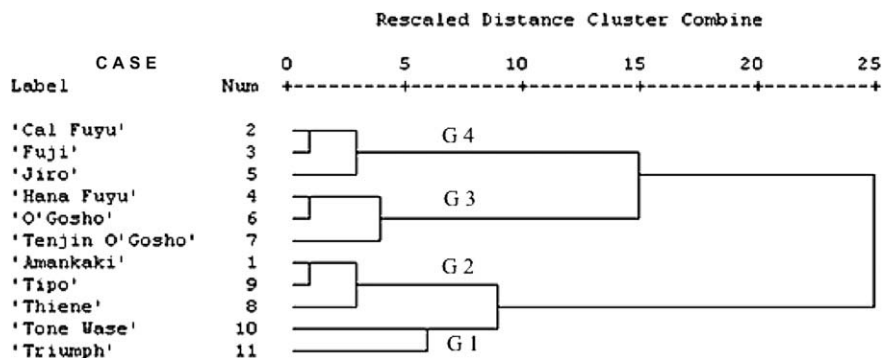 Rescaled Distance Cluster Combine
CASE 0 5 10 15 20 25
Label Num
'Cal Fuyu' 2 G 4
'Fuji' 3
'Jiro' 5
'Hana Fuyu' 4 G 3
'O'Gosho' 6
'Tenjin O'Gosho' 7
'Amankaki' 1 G 2
'Tipo' 9
'Thiene' 8
'Tone Wase' 10
'Triumph' 11 G 1